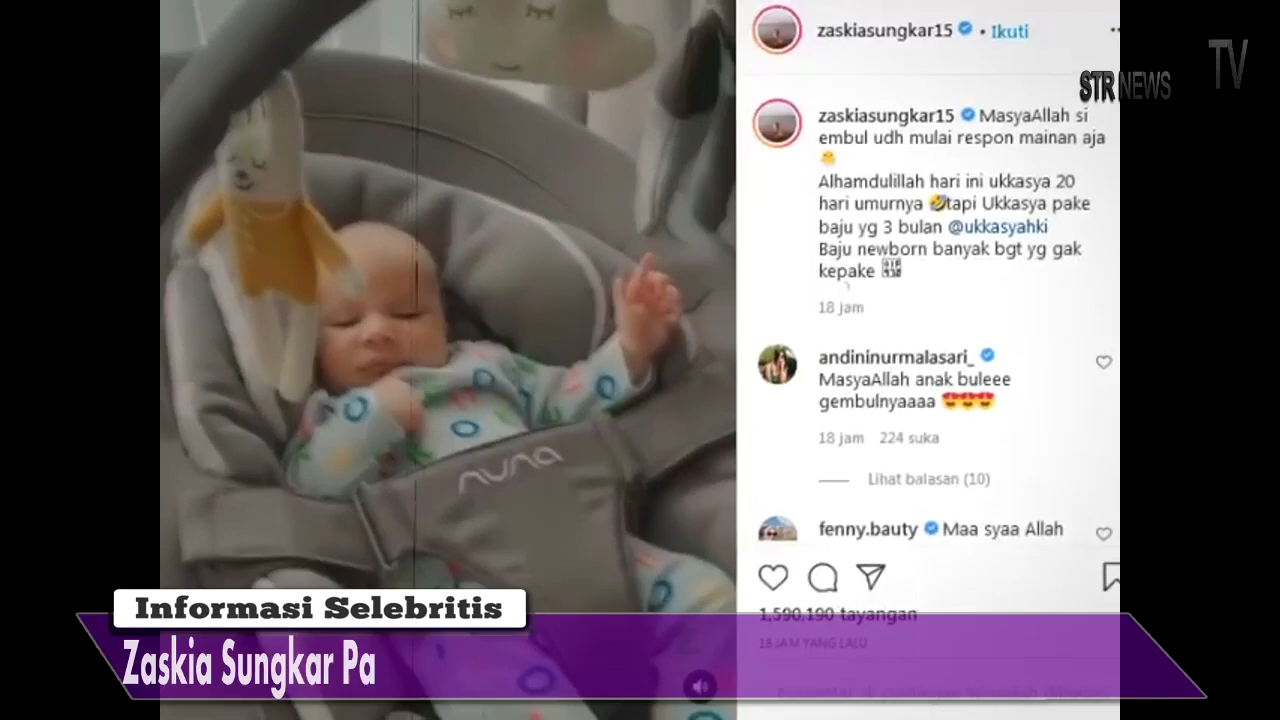 zaskiasungkar15 • Ikuti
STR NEWS
TV
zaskiasungkar15 MasyaAllah si
embul udh mulai respon mainan aja
Alhamdulillah hari ini ukkasya 20
hari umurnya 🤣tapi Ukkasya pake
baju yg 3 bulan @ukkasyahki
Baju newborn banyak bgt yg gak
kepake
18 jam
andininurmalasari_
MasyaAllah anak buleee
gembulnyaaaa 😍😍😍
18 jam 224 suka
Lihat balasan (10)
fenny.bauty Maa syaa Allah
1,590,190 tayangan
18 JAM YANG LALU
nuna
Informasi Selebritis
Zaskia Sungkar Pa